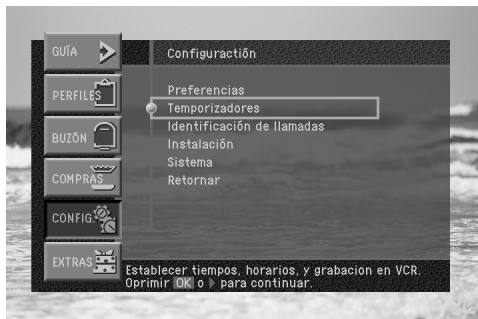 GUÍA
PERFILES
BUZÓN
COMPRAS
CONFIG
EXTRAS
Configuractión
Preferencias
Temporizadores
Identificación de llamadas
Instalación
Sistema
Retornar
Establecer tiempos, horarios, y grabacion en VCR.
Oprimir OK o para continuar.